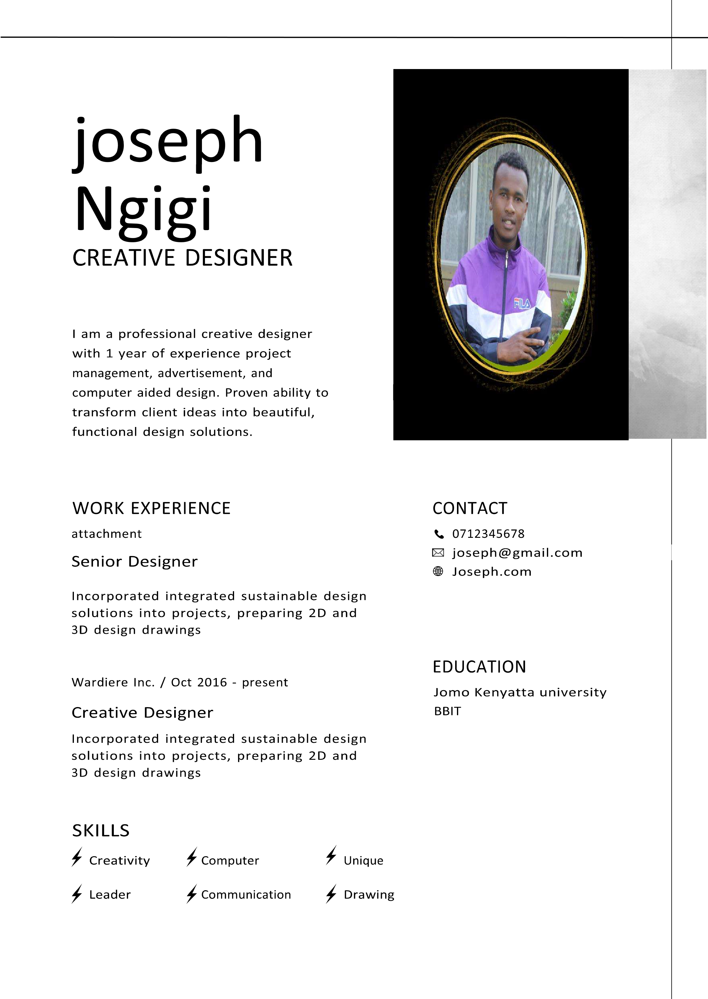 joseph
Ngigi
CREATIVE DESIGNER
FILA
I am a professional creative designer
with 1 year of experience project
management, advertisement, and
computer aided design. Proven ability to
transform client ideas into beautiful,
functional design solutions.
WORK EXPERIENCE
attachment
Senior Designer
Incorporated integrated sustainable design
solutions into projects, preparing 2D and
3D design drawings
Wardiere Inc. / Oct 2016 - present
Creative Designer
Incorporated integrated sustainable design
solutions into projects, preparing 2D and
3D design drawings
CONTACT
0712345678
joseph@gmail.com
Joseph.com
EDUCATION
Jomo Kenyatta university
BBIT
SKILLS
Creativity
Computer
Unique
Leader
Communication
Drawing